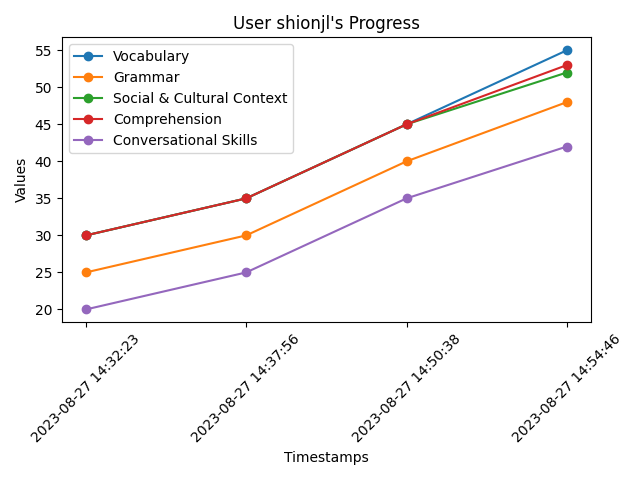 User shionjl's Progress
Vocabulary
Grammar
Social & Cultural Context
Comprehension
Conversational Skills
Values
55
50
45
40
35
30
25
20
2023-08-27 14:32:23
2023-08-27 14:37:56
2023-08-27 14:50:38
2023-08-27 14:54:46
Timestamps